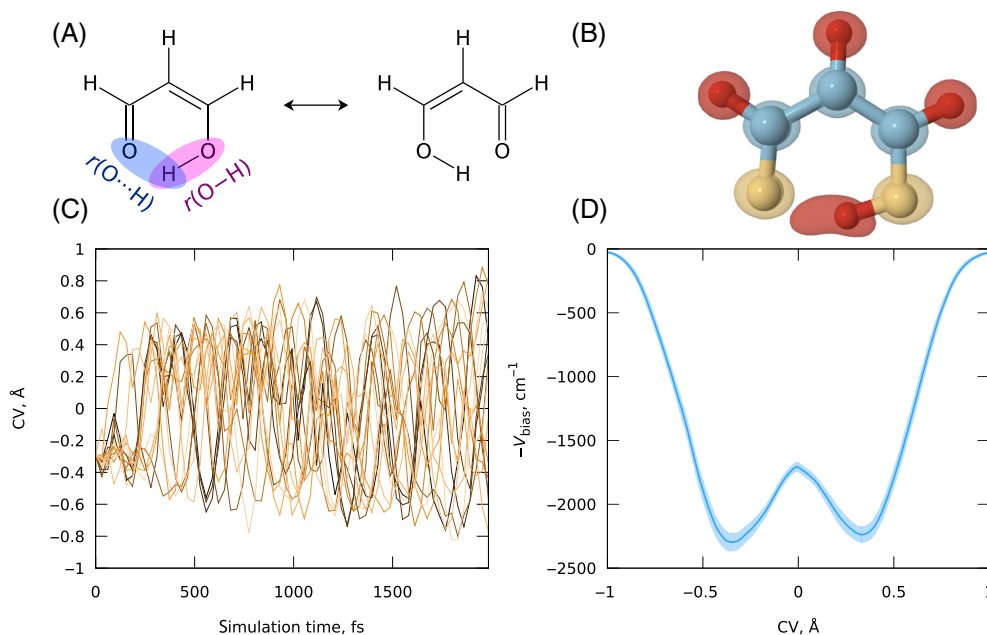 (A)
H
H
H
O
O
H
r(O···H)
r(O−H)
H
H
H
O
O
H
(B)
(C)
CV, Å
1
0.8
0.6
0.4
0.2
0
−0.2
−0.4
−0.6
−0.8
−1
0 500 1000 1500
Simulation time, fs
(D)
−V_bias, cm⁻¹
0
−500
−1000
−1500
−2000
−2500
−1 −0.5 0 0.5 1
CV, Å